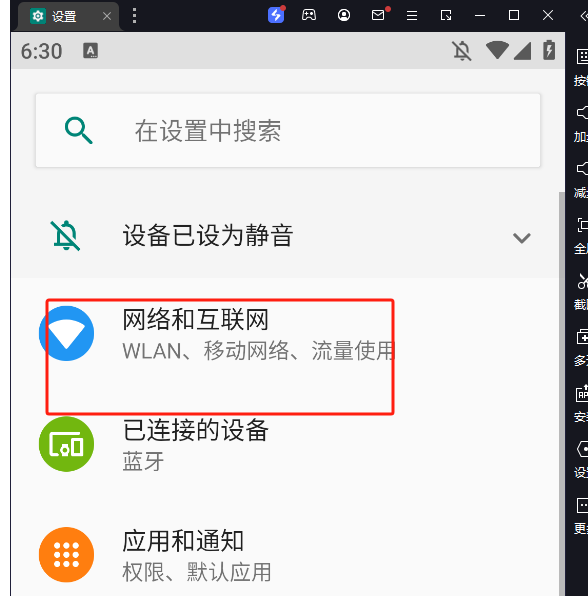 设置
6:30
A
在设置中搜索
设备已设为静音
网络和互联网
WLAN、移动网络、流量使用
已连接的设备
蓝牙
应用和通知
权限、默认应用
加
减
全
多
安
设
更